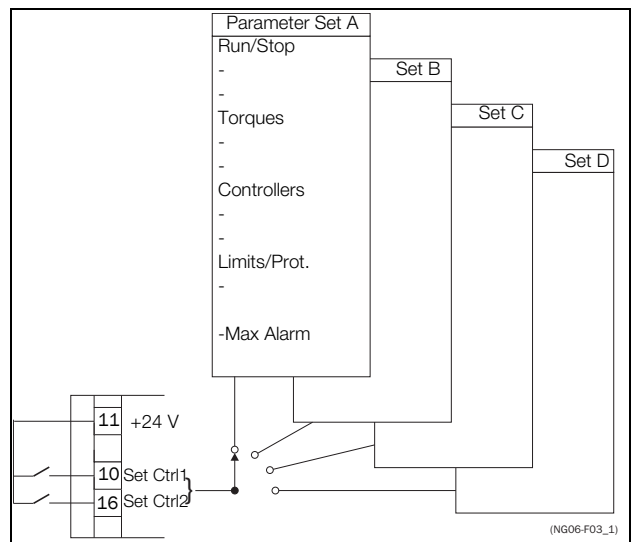 Parameter Set A
Run/Stop
-
-
Torques
-
-
Controllers
-
-
Limits/Prot.
-
-Max Alarm
Set B
Set C
Set D
11 +24 V
10 Set Ctrl1
16 Set Ctrl2
}
(NG06-F03_1)